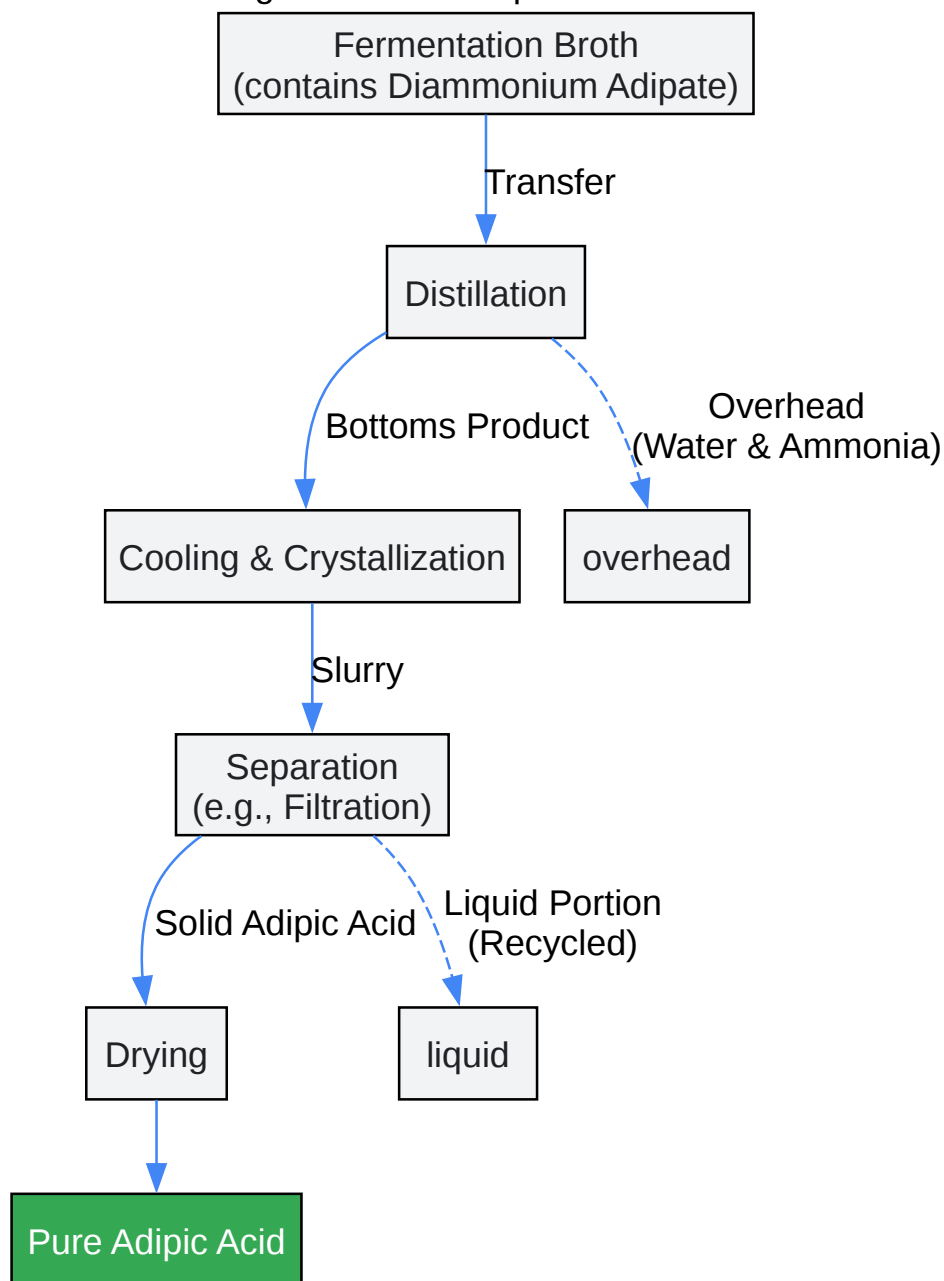 Fermentation Broth
(contains Diammonium Adipate)
Transfer
Distillation
Bottoms Product
Overhead
(Water & Ammonia)
Cooling & Crystallization
overhead
Slurry
Separation
(e.g., Filtration)
Solid Adipic Acid
Liquid Portion
(Recycled)
Drying
liquid
Pure Adipic Acid